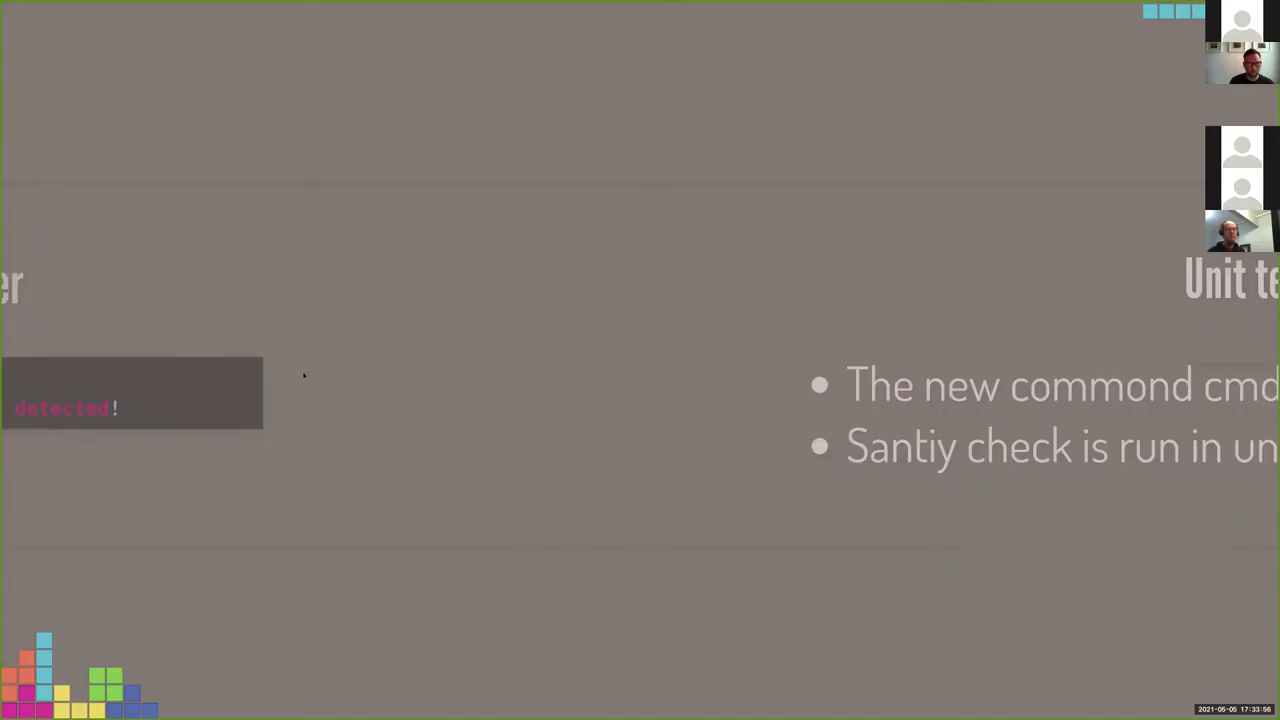 er
detected!
Unit te
• The new commond cmd
• Santiy check is run in un
2021-05-05 17:33:56